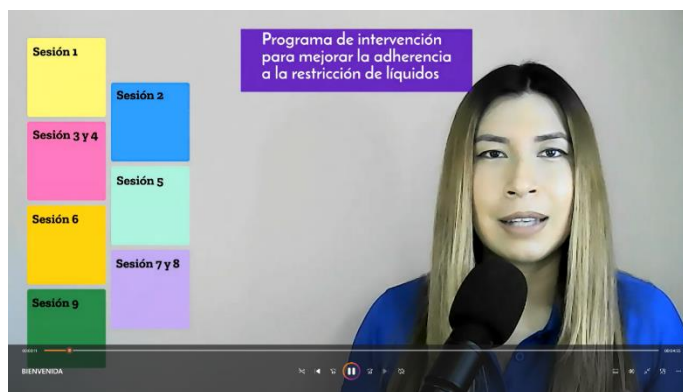 Programa de intervención
para mejorar la adherencia
a la restricción de líquidos
Sesión 1
Sesión 2
Sesión 3 y 4
Sesión 5
Sesión 6
Sesión 7 y 8
Sesión 9
BIENVENIDA